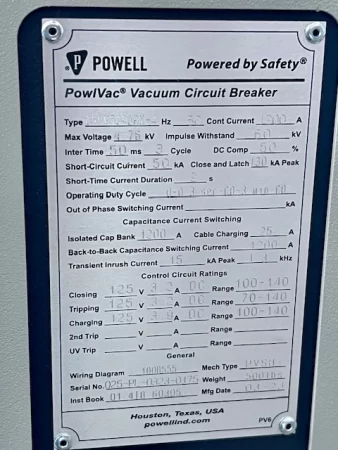 POWELL Powered by Safety®
PowlVac® Vacuum Circuit Breaker
Type Hz Cont Current
Max Voltage 4.76 kV Impulse Withstand 60 kV
Inter Time 50 ms 3 Cycle DC Comp 50 %
Short-Circuit Current 50 kA Close and Latch 130 kA Peak
Short-Time Current Duration s
Operating Duty Cycle
Out of Phase Switching Current kA
Capacitance Current Switching
Isolated Cap Bank 1200 A Cable Charging 25 A
Back-to-Back Capacitance Switching Current 1200 A
Transient Inrush Current 15 kA Peak kHz
Control Circuit Ratings
Closing 125 V A DC Range 100-140
Tripping 125 V A DC Range 70-140
Charging 125 V A DC Range 100-140
2nd Trip V A Range
UV Trip V A Range
General
Wiring Diagram Mech Type
Serial No. Weight
Inst Book Mfg Date
Houston, Texas, USA
powellind.com PV6